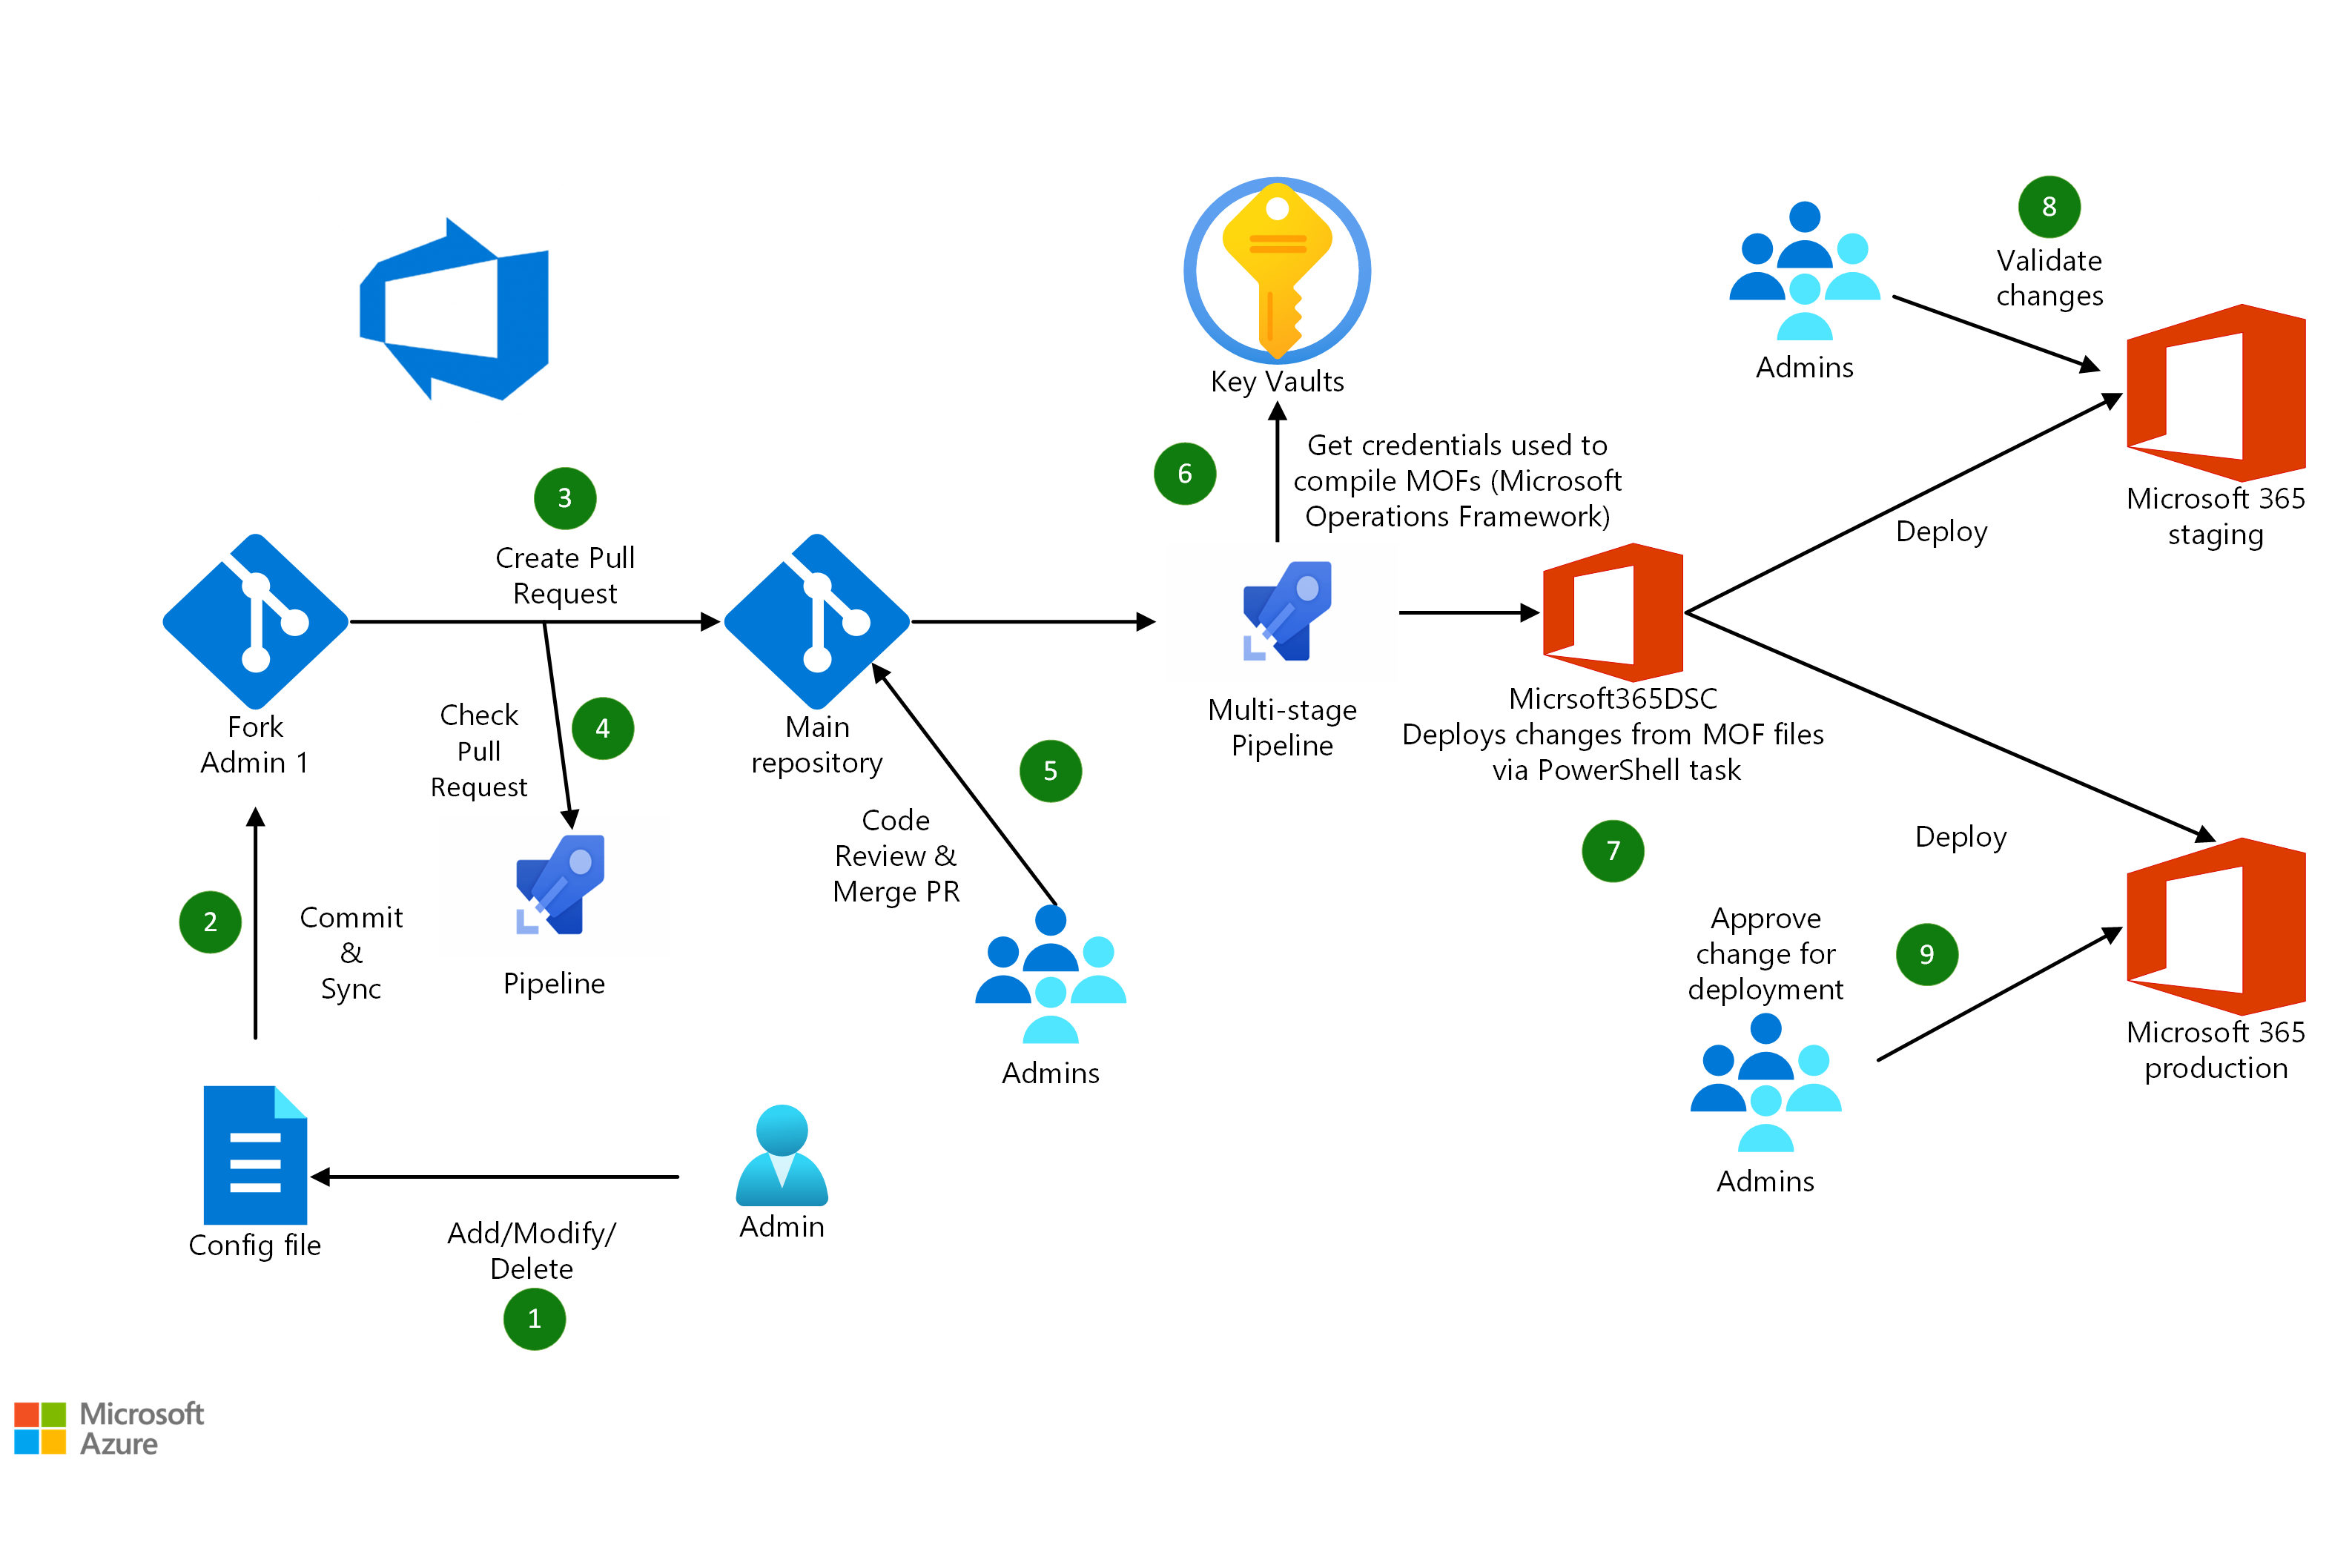 8
Validate
changes
Admins
Key Vaults
6
Get credentials used to
compile MOFs (Microsoft
Operations Framework)
Microsoft 365
staging
Deploy
3
Create Pull
Request
Fork
Admin 1
Check
Pull
Request
4
Main
repository
5
Multi-stage
Pipeline
Micrsoft365DSC
Deploys changes from MOF files
via PowerShell task
7
Deploy
Code
Review &
Merge PR
2
Commit
&
Sync
Pipeline
Admins
Approve
change for
deployment
9
Microsoft 365
production
Admins
Config file
Add/Modify/
Delete
1
Admin
Microsoft
Azure